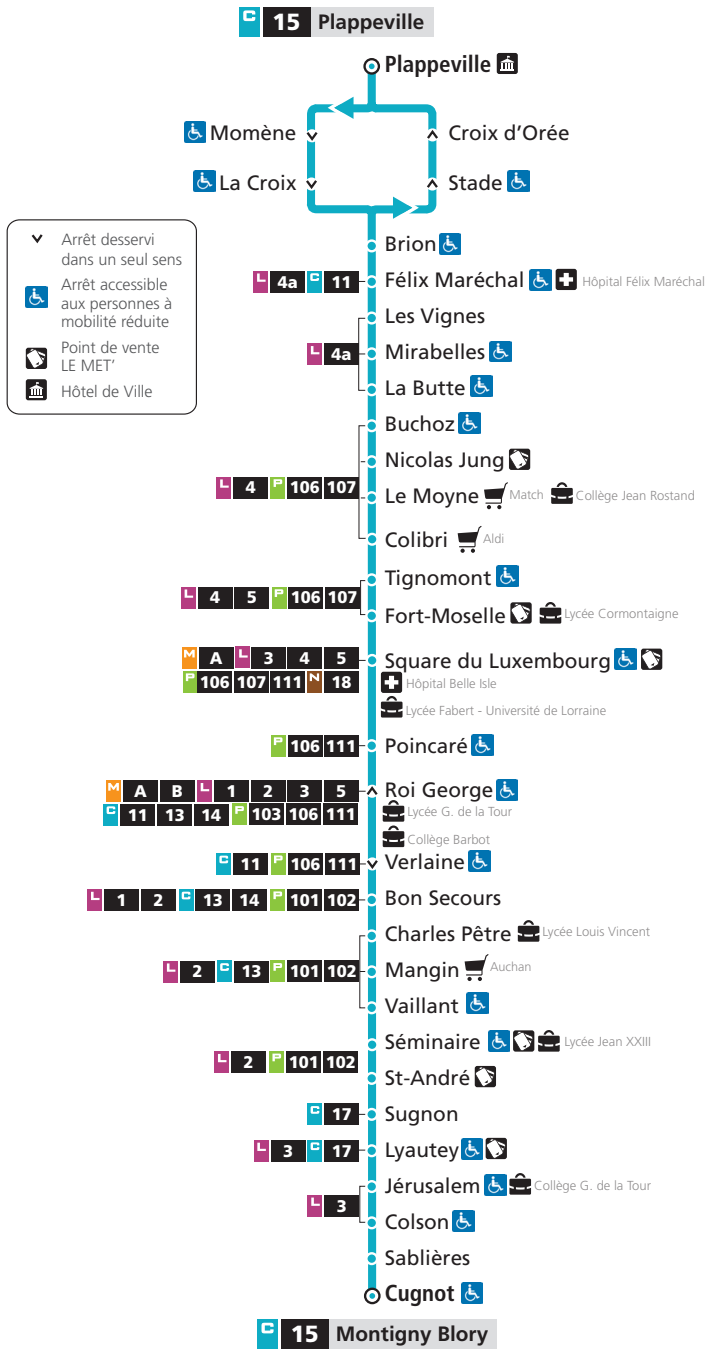 C 15 Plappeville
Plappeville
Momène
Croix d'Orée
La Croix
Stade
Arrêt desservi
dans un seul sens
Arrêt accessible
aux personnes à
mobilité réduite
Point de vente
LE MET'
Hôtel de Ville
Brion
L 4a C 11 Félix Maréchal Hôpital Félix Maréchal
Les Vignes
L 4a Mirabelles
La Butte
Buchoz
Nicolas Jung
L 4 P 106 107 Le Moyne Match Collège Jean Rostand
Colibri Aldi
Tignomont
L 4 5 P 106 107
Fort-Moselle Lycée Cormontaigne
M A L 3 4 5 Square du Luxembourg
P 106 107 111 N 18 Hôpital Belle Isle
Lycée Fabert - Université de Lorraine
P 106 111 Poincaré
M A B L 1 2 3 5 Roi George
C 11 13 14 P 103 106 111 Lycée G. de la Tour
Collège Barbot
C 11 P 106 111 Verlaine
L 1 2 C 13 14 P 101 102 Bon Secours
Charles Pêtre Lycée Louis Vincent
L 2 C 13 P 101 102 Mangin Auchan
Vaillant
Séminaire Lycée Jean XXIII
L 2 P 101 102
St-André
C 17 Sugnon
L 3 C 17 Lyautey
Jérusalem Collège G. de la Tour
L 3
Colson
Sablières
Cugnot
C 15 Montigny Blory